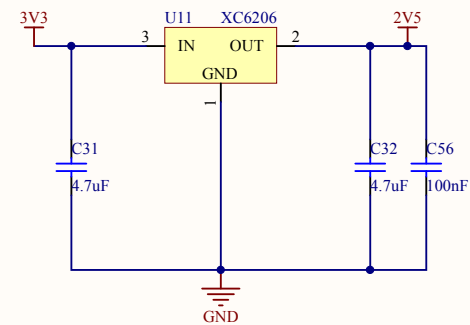 3V3
U11 XC6206
2V5
3 IN OUT 2
GND
1
C31
4.7uF
C32
4.7uF
C56
100nF
GND